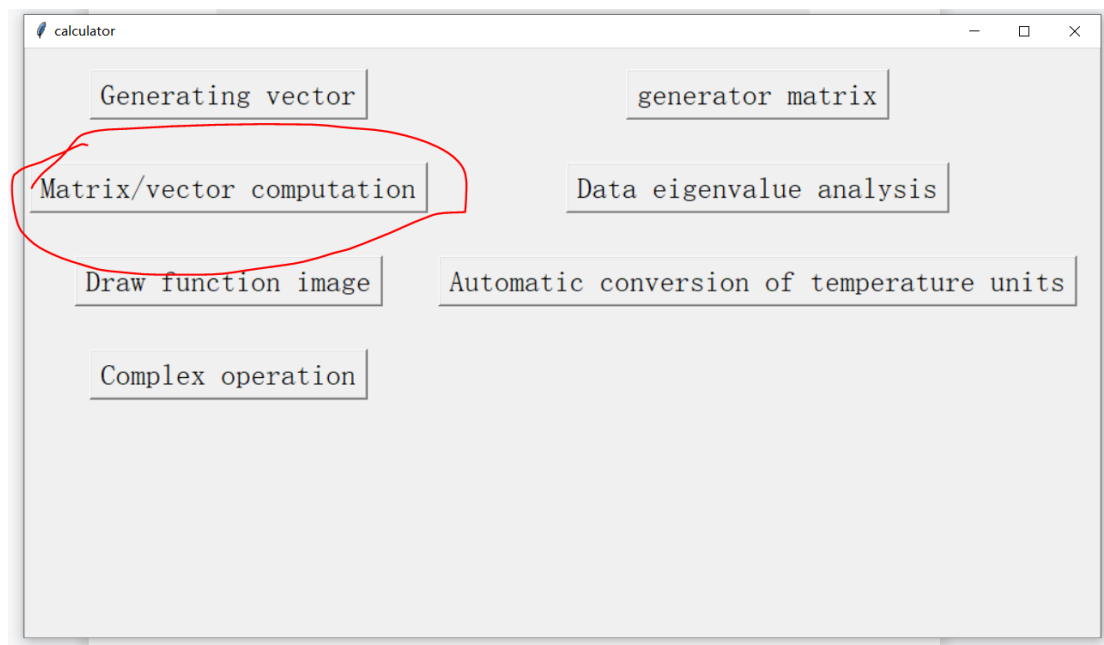 calculator
Generating vector
generator matrix
Matrix/vector computation
Data eigenvalue analysis
Draw function image
Automatic conversion of temperature units
Complex operation